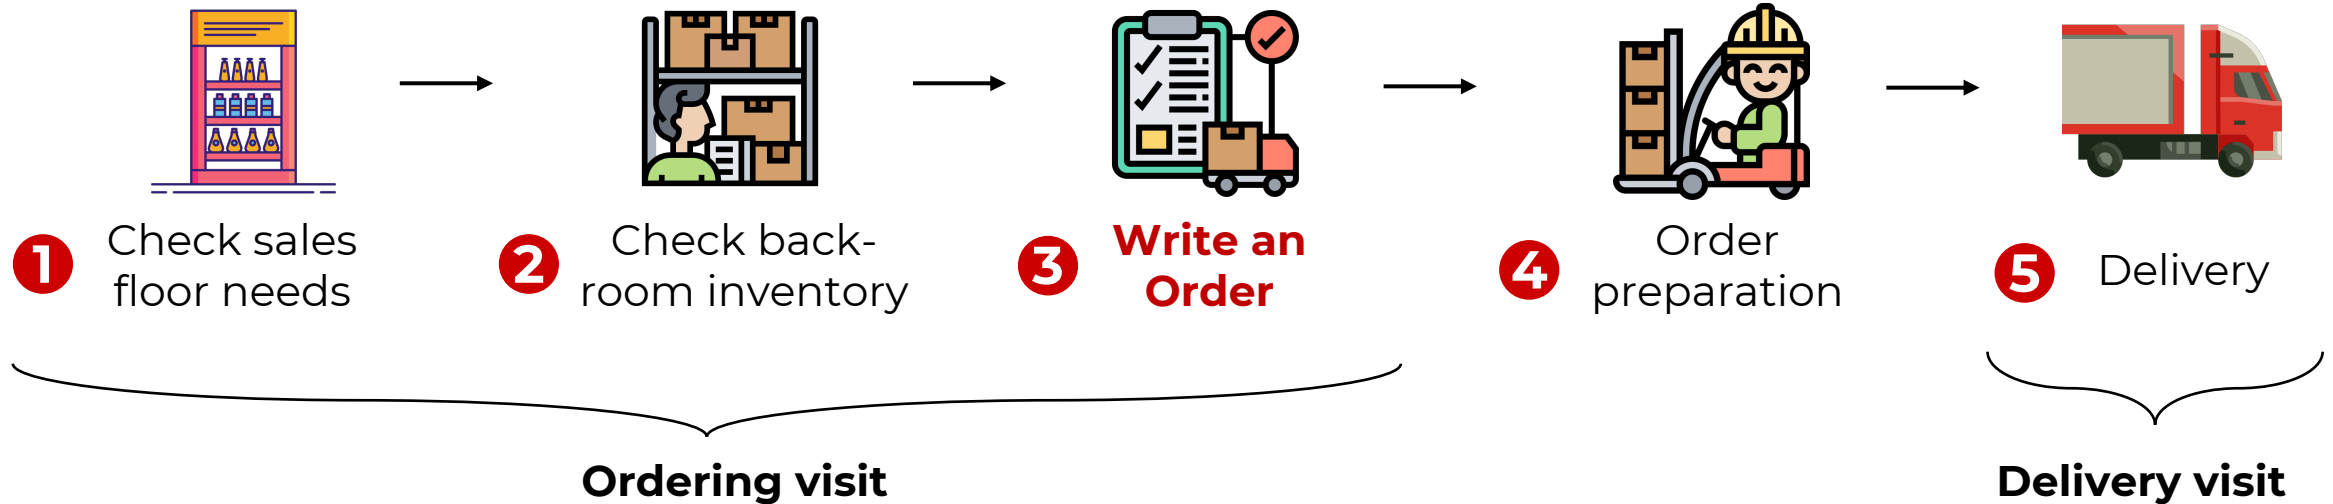 1
Check sales
floor needs
2
Check back-
room inventory
3
Write an
Order
4
Order
preparation
5
Delivery
Ordering visit
Delivery visit